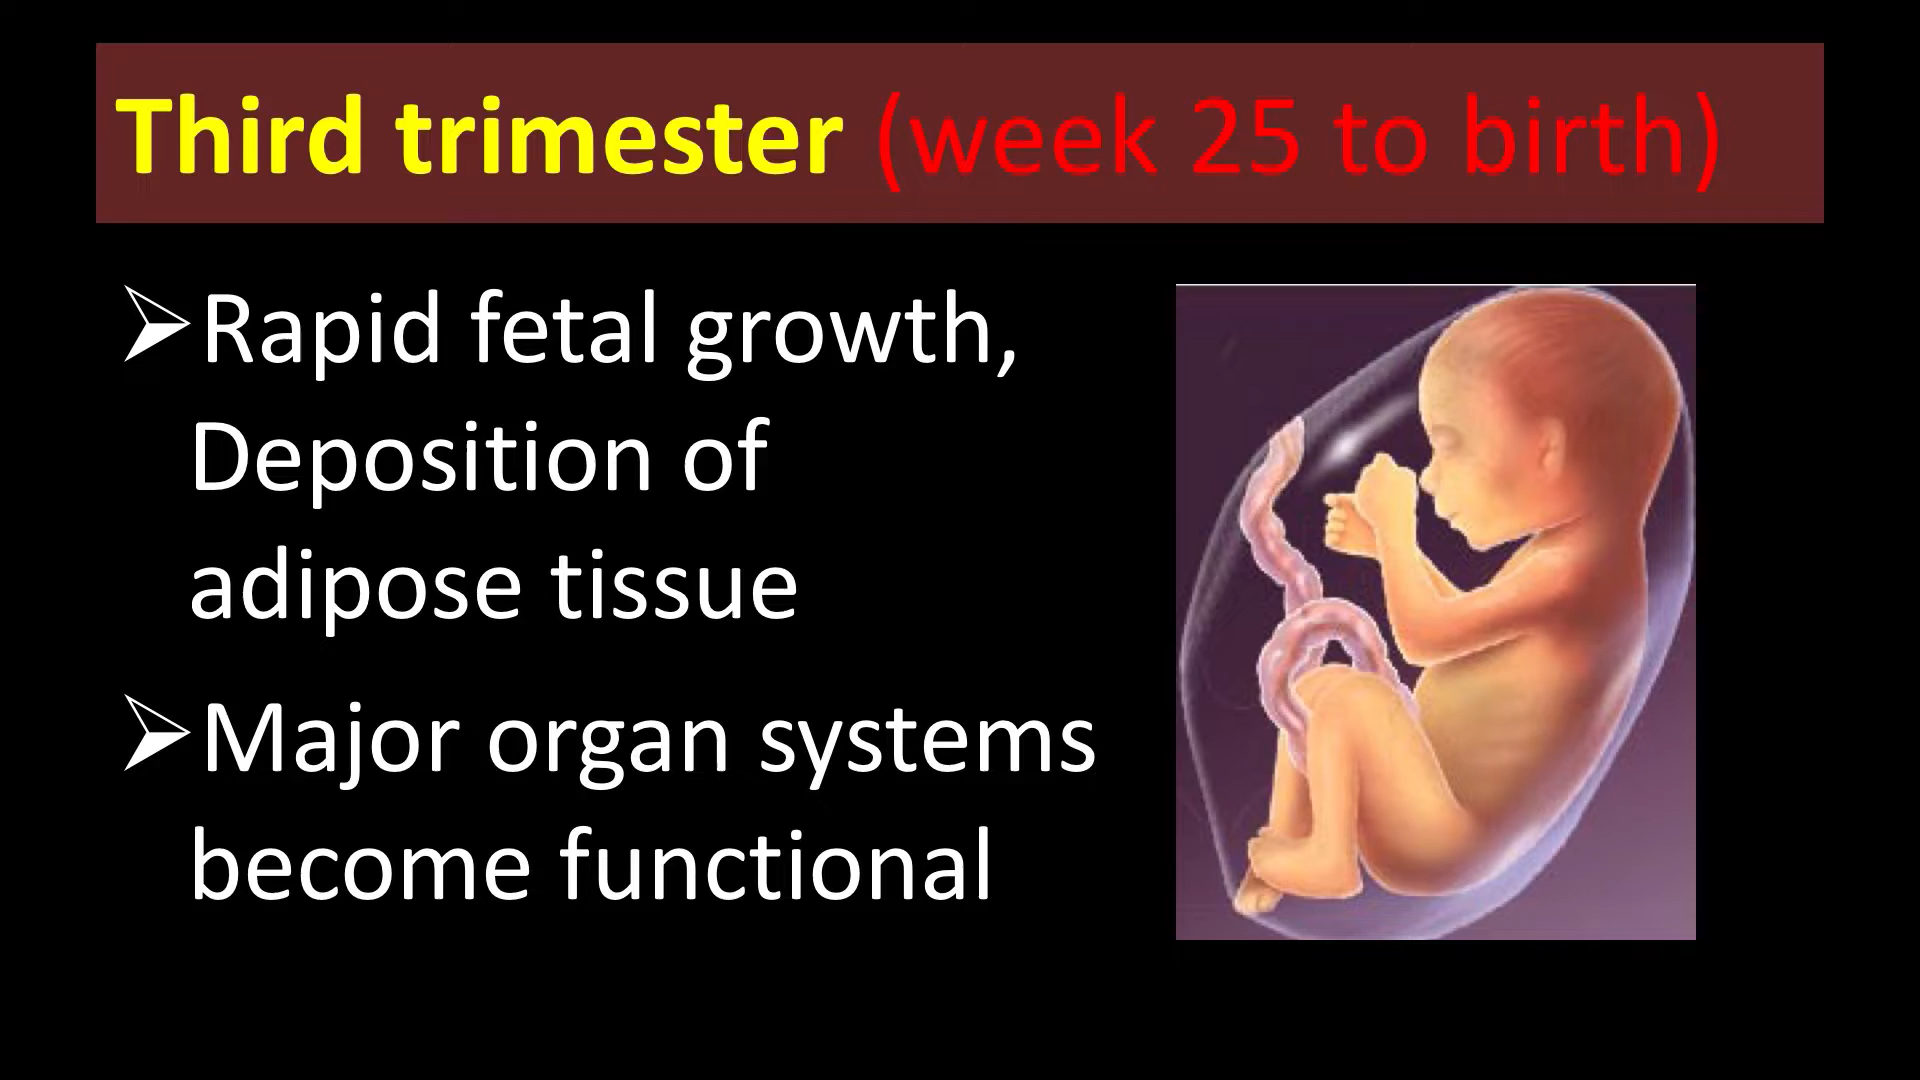 Third trimester (week 25 to birth)
Rapid fetal growth,
Deposition of
adipose tissue
Major organ systems
become functional